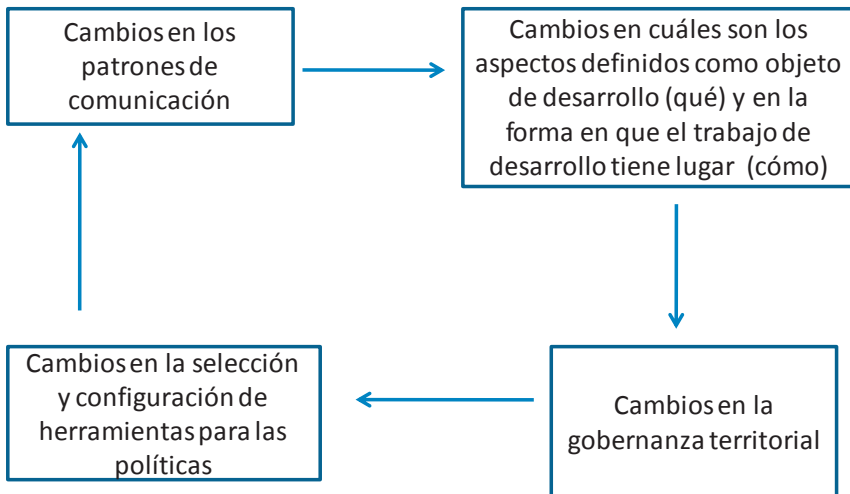 Cambios en los
patrones de
comunicación
Cambios en cuáles son los
aspectos definidos como objeto
de desarrollo (qué) y en la
forma en que el trabajo de
desarrollo tiene lugar (cómo)
Cambios en la
gobernanza territorial
Cambios en la selección
y configuración de
herramientas para las
políticas